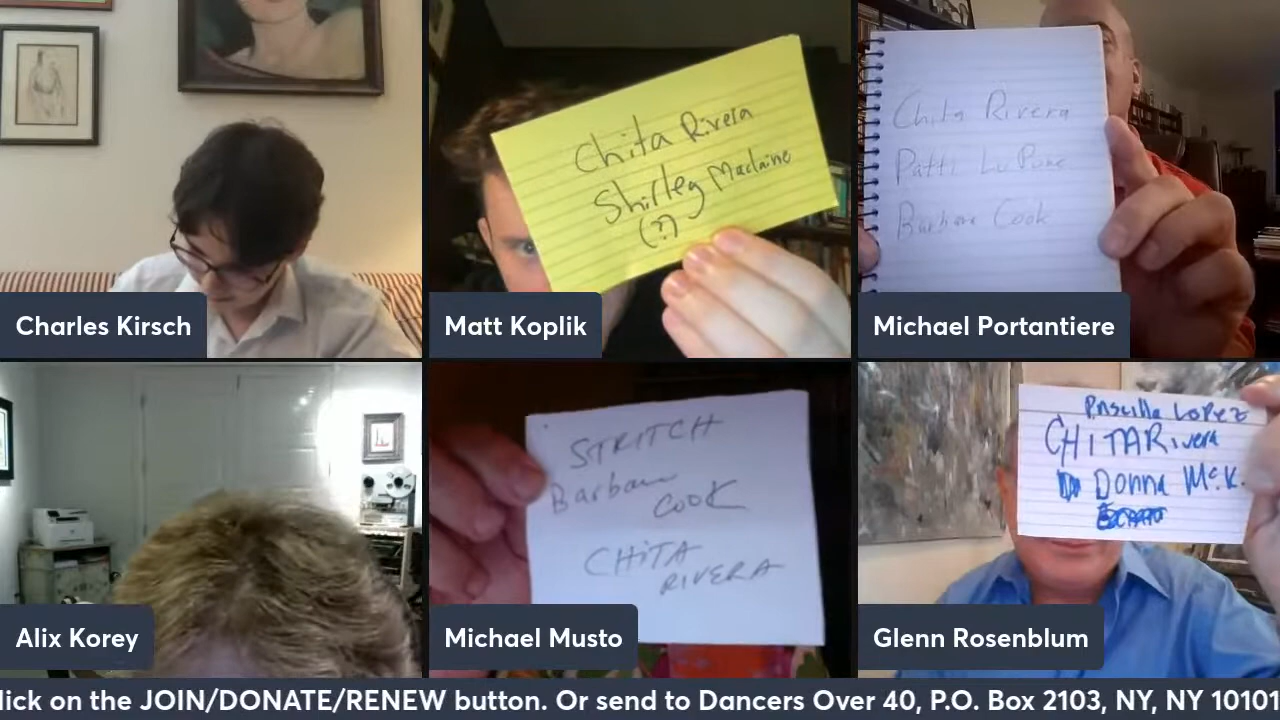 Chita Rivera
Shirley Maclaine
(?)
Chita Rivera
Patti LuPone
Barbara Cook
Charles Kirsch
Matt Koplik
Michael Portantiere
STRITCH
Barbara
COOK
CHITA
RIVERA
Priscilla Lopez
CHITA Rivera
Donna McK.
Alix Korey
Michael Musto
Glenn Rosenblum
lick on the JOIN/DONATE/RENEW button. Or send to Dancers Over 40, P.O. Box 2103, NY, NY 10101